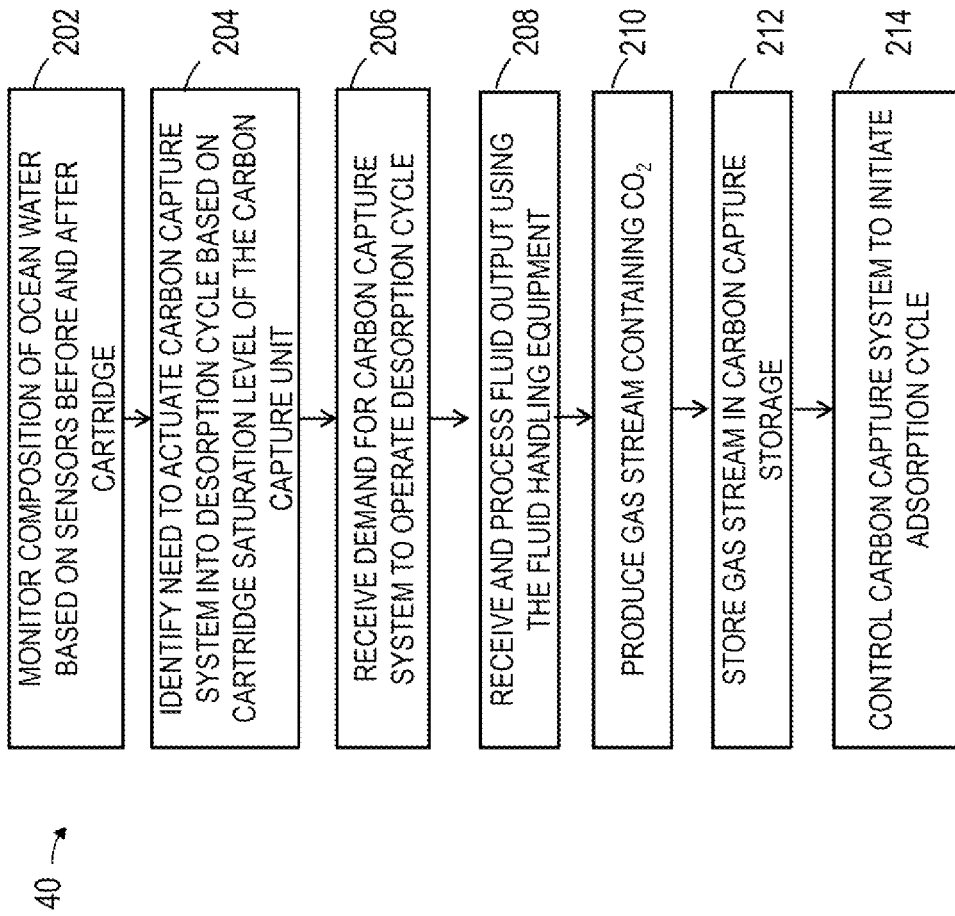 40
MONITOR COMPOSITION OF OCEAN WATER
BASED ON SENSORS BEFORE AND AFTER
CARTRIDGE
202
IDENTIFY NEED TO ACTUATE CARBON CAPTURE
SYSTEM INTO DESORPTION CYCLE BASED ON
CARTRIDGE SATURATION LEVEL OF THE CARBON
CAPTURE UNIT
204
RECEIVE DEMAND FOR CARBON CAPTURE
SYSTEM TO OPERATE DESORPTION CYCLE
206
RECEIVE AND PROCESS FLUID OUTPUT USING
THE FLUID HANDLING EQUIPMENT
208
PRODUCE GAS STREAM CONTAINING CO₂
210
STORE GAS STREAM IN CARBON CAPTURE
STORAGE
212
CONTROL CARBON CAPTURE SYSTEM TO INITIATE
ADSORPTION CYCLE
214